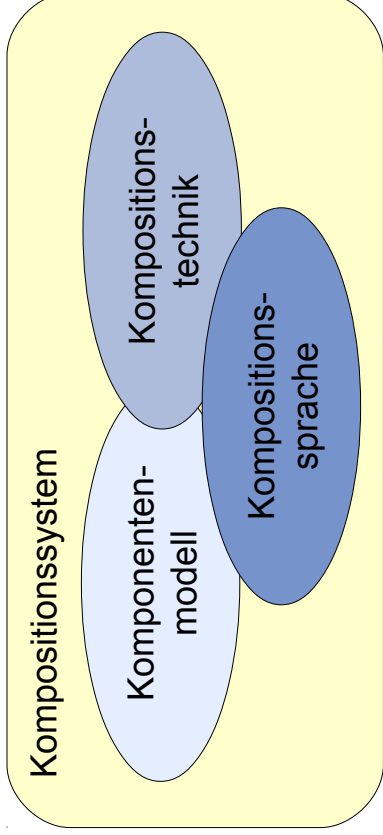 Kompositionssystem
Komponenten-
modell
Kompositions-
technik
Kompositions-
sprache